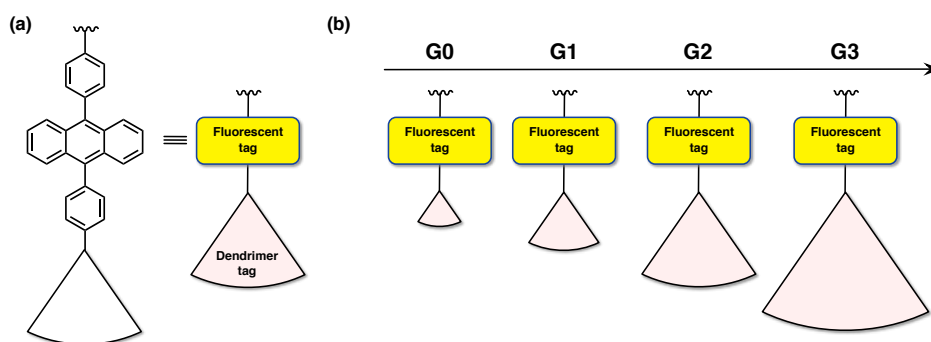 (a)
Fluorescent
tag
Dendrimer
tag
(b)
G0 G1 G2 G3
Fluorescent
tag
Fluorescent
tag
Fluorescent
tag
Fluorescent
tag